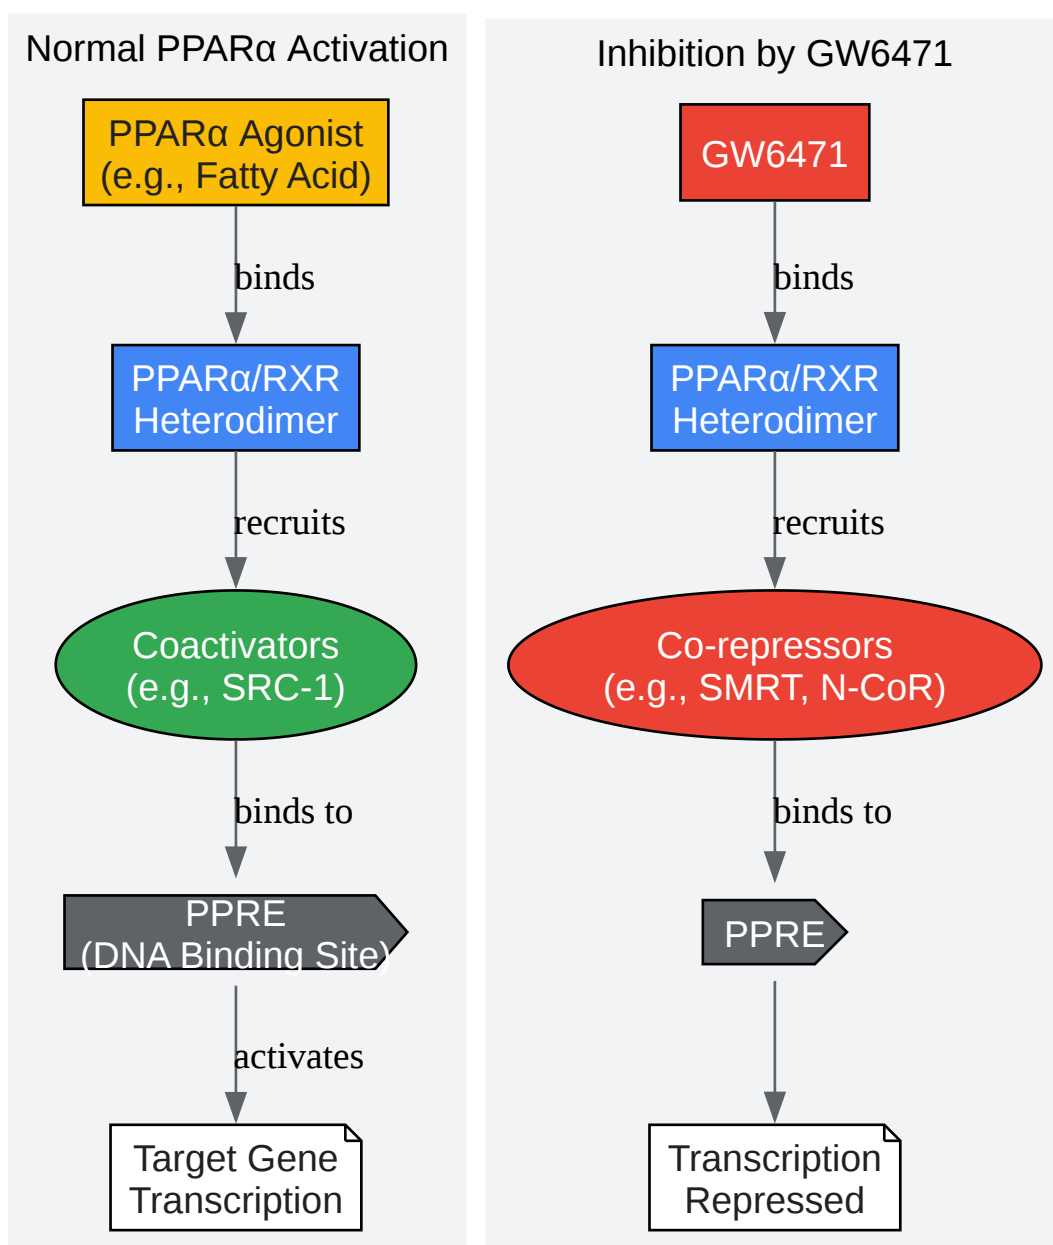 Normal PPARα Activation
PPARα Agonist
(e.g., Fatty Acid)
binds
PPARα/RXR
Heterodimer
recruits
Coactivators
(e.g., SRC-1)
binds to
PPRE
(DNA Binding Site)
activates
Target Gene
Transcription
Inhibition by GW6471
GW6471
binds
PPARα/RXR
Heterodimer
recruits
Co-repressors
(e.g., SMRT, N-CoR)
binds to
PPRE
Transcription
Repressed